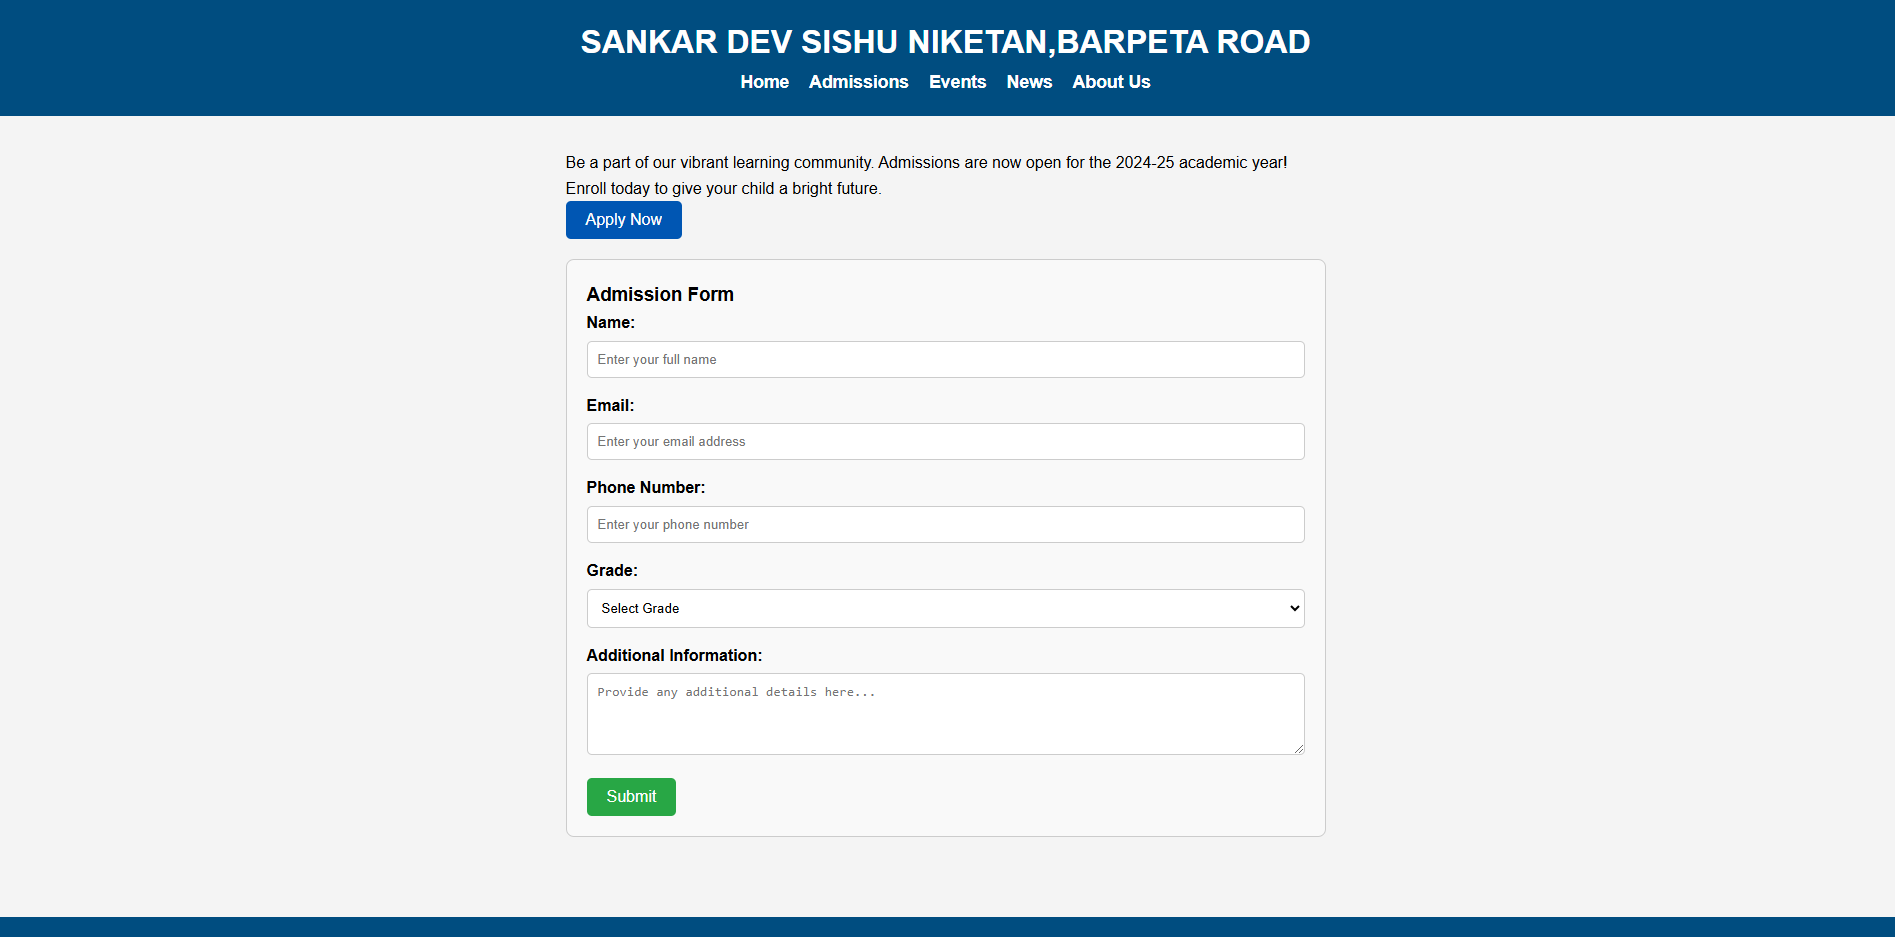 SANKAR DEV SISHU NIKETAN,BARPETA ROAD
Home Admissions Events News About Us
Be a part of our vibrant learning community. Admissions are now open for the 2024-25 academic year!
Enroll today to give your child a bright future.
Apply Now
Admission Form
Name:
Enter your full name
Email:
Enter your email address
Phone Number:
Enter your phone number
Grade:
Select Grade
Additional Information:
Provide any additional details here...
Submit